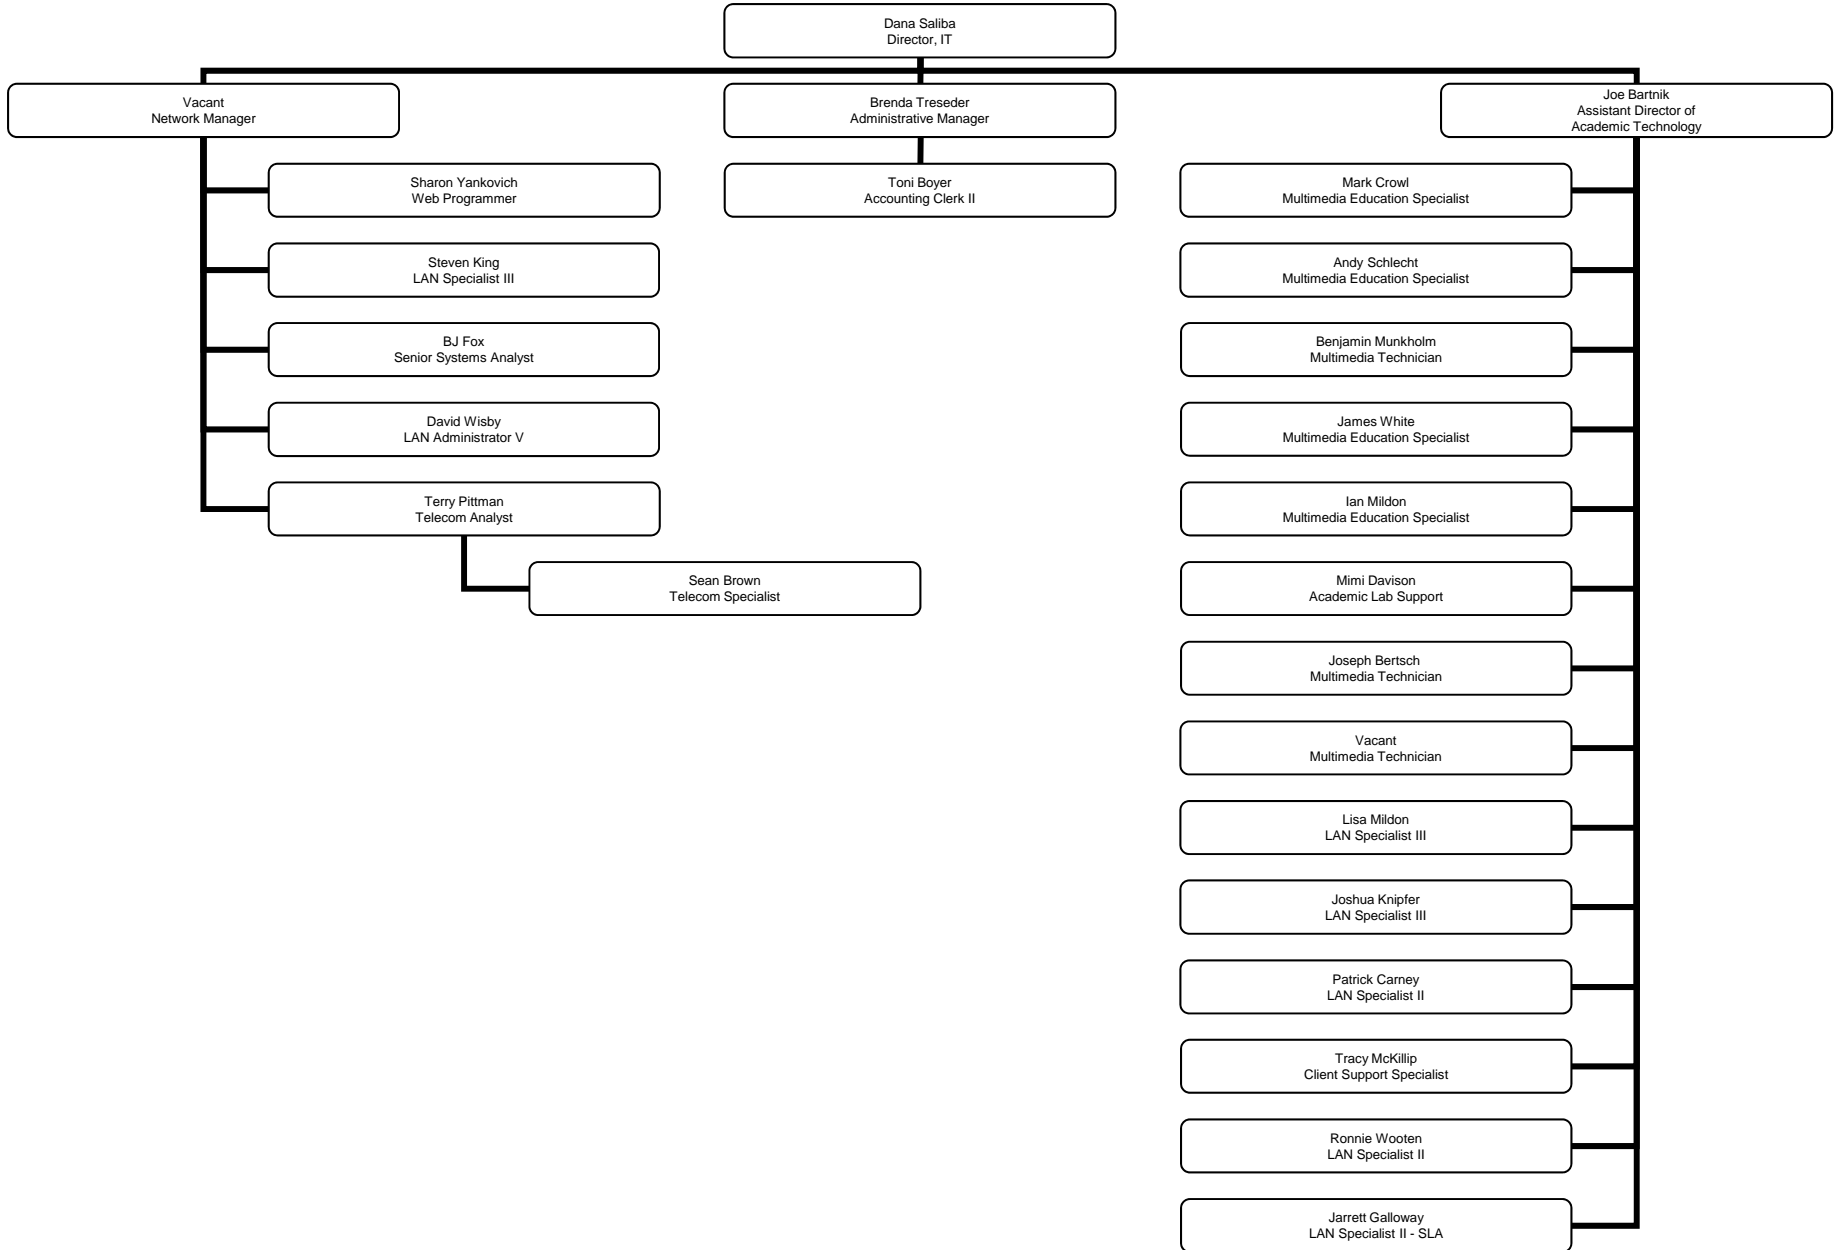 Dana Saliba
Director, IT
Vacant
Network Manager
Brenda Treseder
Administrative Manager
Joe Bartnik
Assistant Director of
Academic Technology
Sharon Yankovich
Web Programmer
Toni Boyer
Accounting Clerk II
Mark Crowl
Multimedia Education Specialist
Steven King
LAN Specialist III
Andy Schlecht
Multimedia Education Specialist
BJ Fox
Senior Systems Analyst
Benjamin Munkholm
Multimedia Technician
David Wisby
LAN Administrator V
James White
Multimedia Education Specialist
Terry Pittman
Telecom Analyst
Ian Mildon
Multimedia Education Specialist
Sean Brown
Telecom Specialist
Mimi Davison
Academic Lab Support
Joseph Bertsch
Multimedia Technician
Vacant
Multimedia Technician
Lisa Mildon
LAN Specialist III
Joshua Knipfer
LAN Specialist III
Patrick Carney
LAN Specialist II
Tracy McKillip
Client Support Specialist
Ronnie Wooten
LAN Specialist II
Jarrett Galloway
LAN Specialist II - SLA